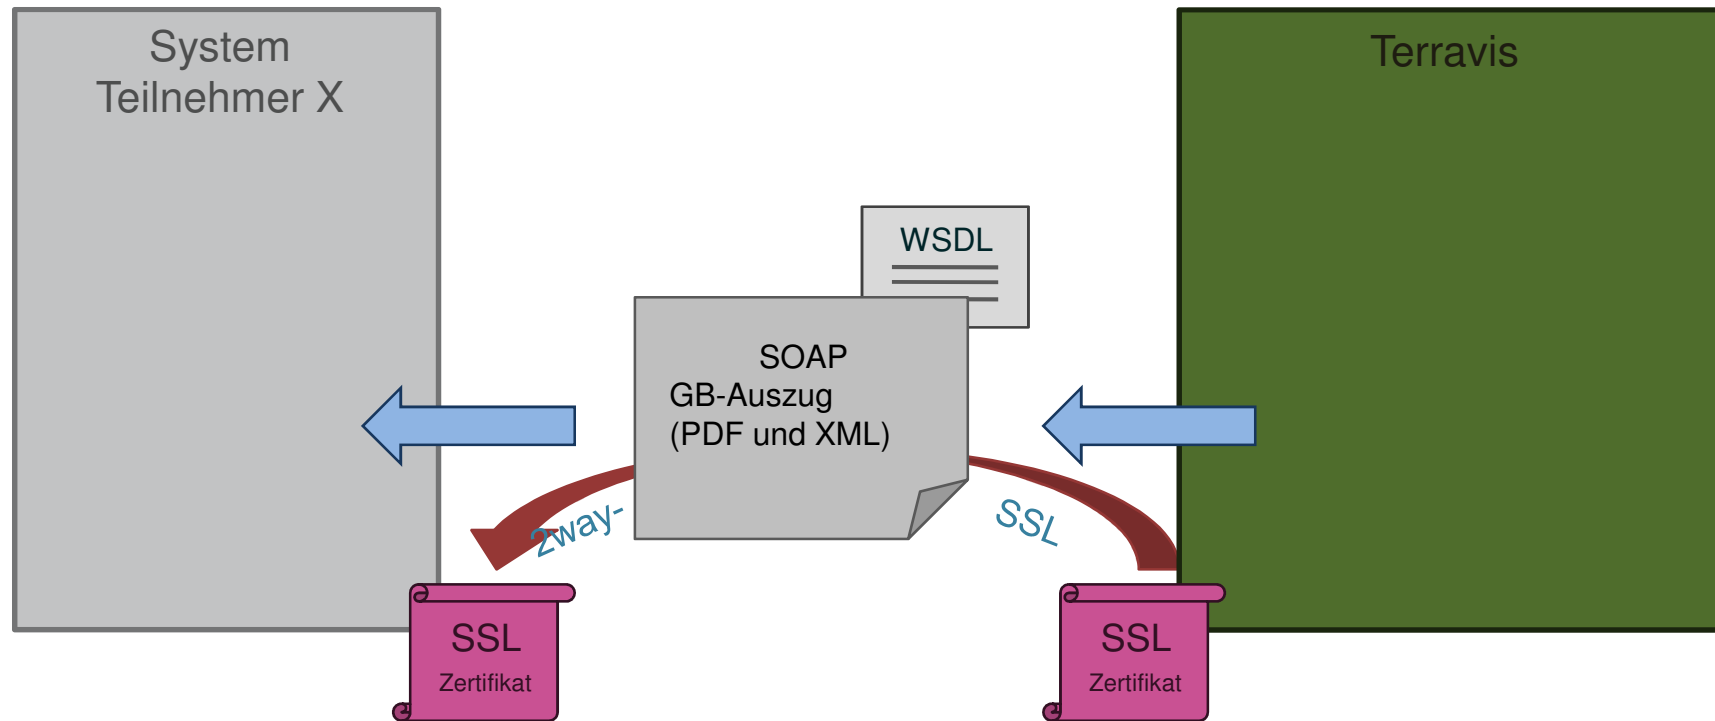 System
Teilnehmer X
Terravis
WSDL
SOAP
GB-Auszug
(PDF und XML)
2way-
SSL
SSL
Zertifikat
SSL
Zertifikat